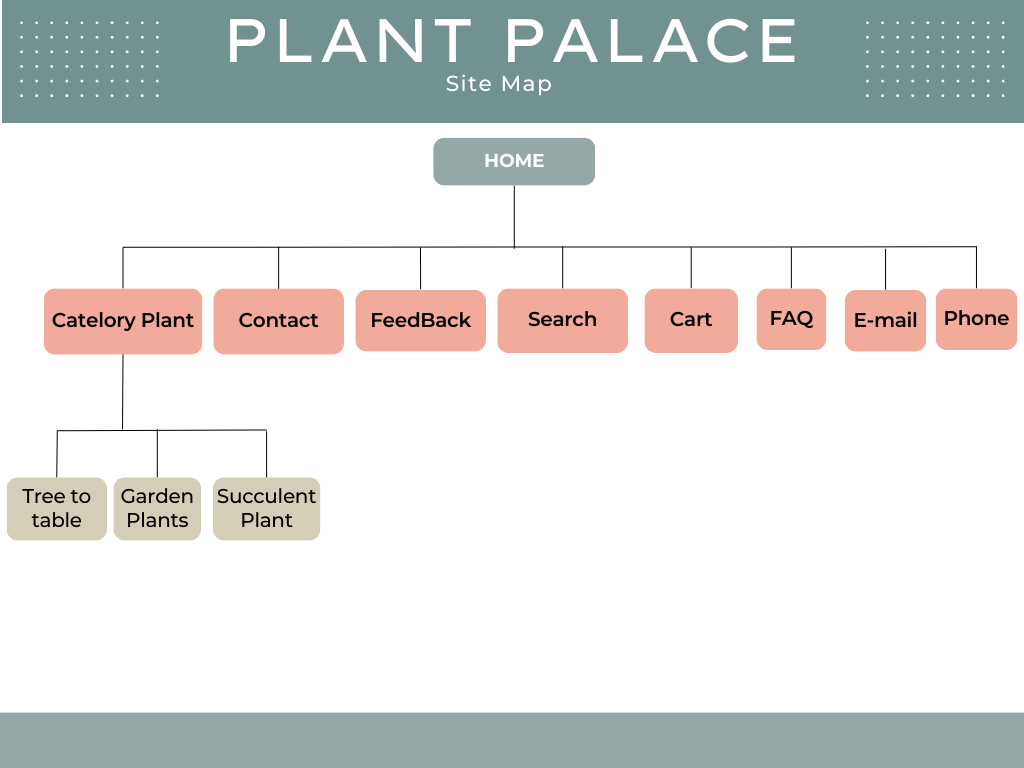 PLANT PALACE
Site Map
HOME
Catelory Plant
Contact
FeedBack
Search
Cart
FAQ
E-mail
Phone
Tree to
table
Garden
Plants
Succulent
Plant